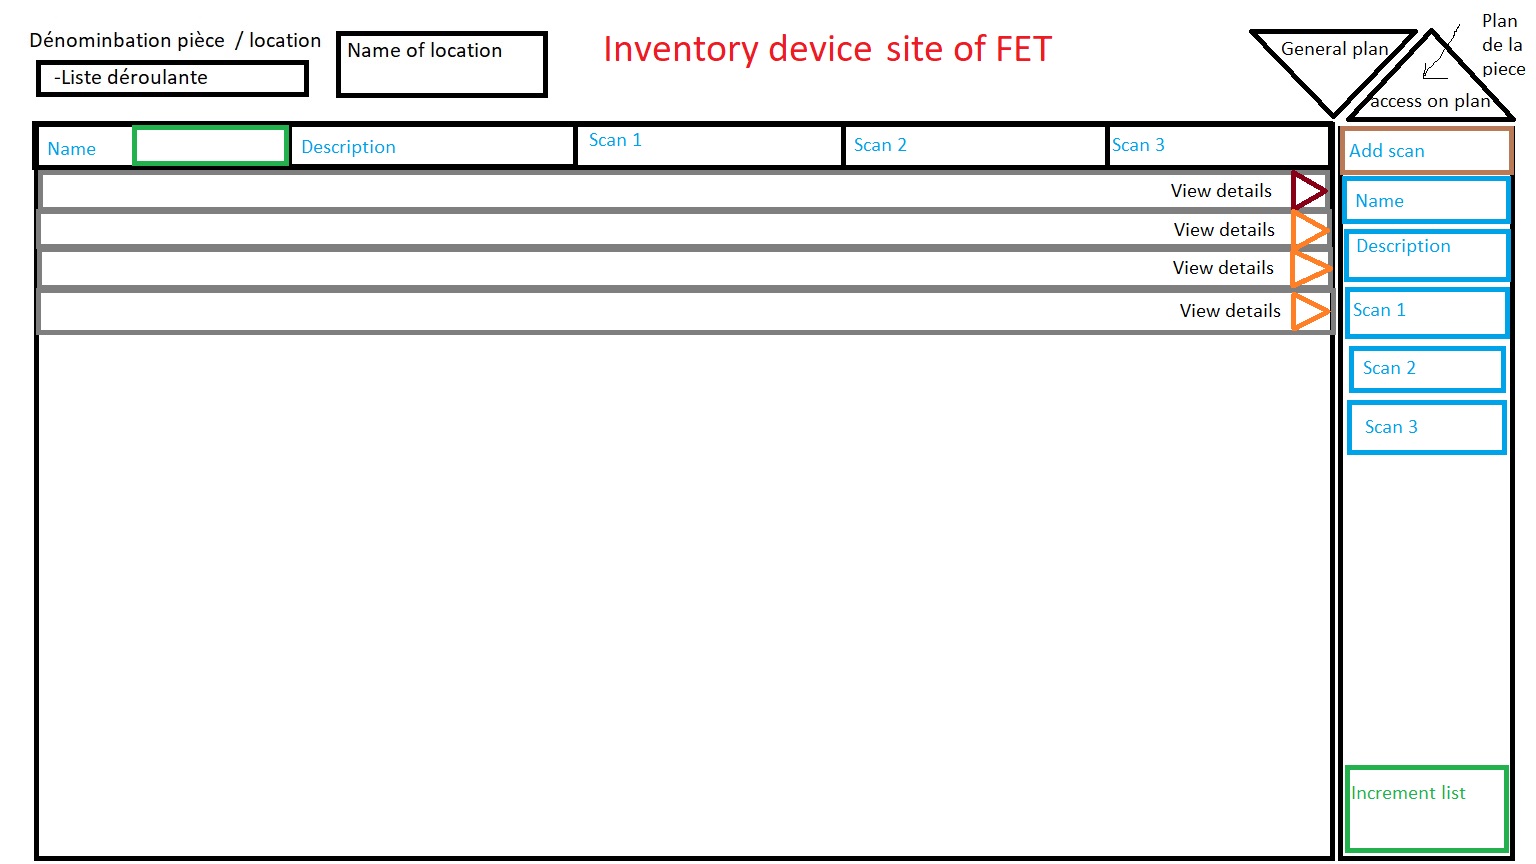 Dénominbation pièce / location
-Liste déroulante
Name of location
Inventory device site of FET
General plan
Plan
de la
piece
access on plan
Name
Description
Scan 1
Scan 2
Scan 3
View details
View details
View details
View details
Add scan
Name
Description
Scan 1
Scan 2
Scan 3
Increment list